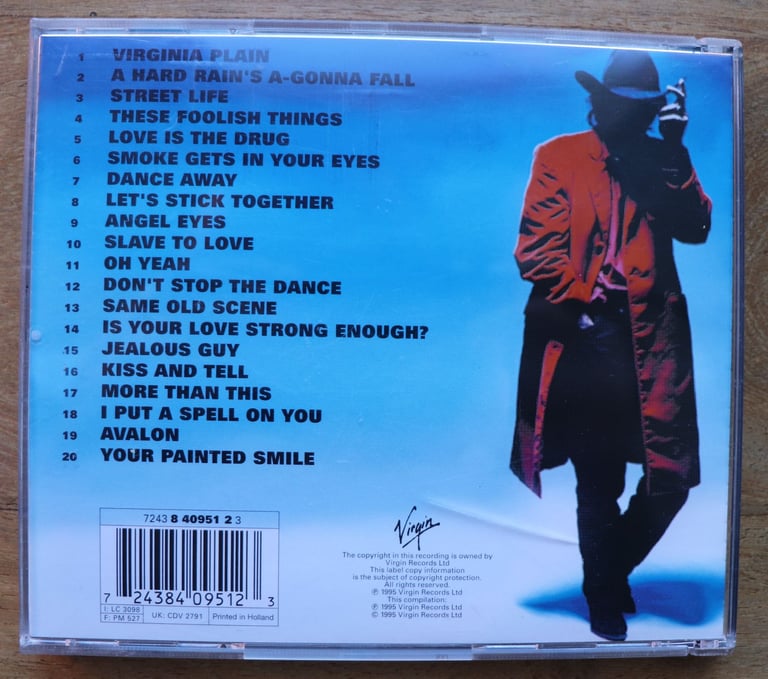 1 VIRGINIA PLAIN
2 A HARD RAIN'S A-GONNA FALL
3 STREET LIFE
4 THESE FOOLISH THINGS
5 LOVE IS THE DRUG
6 SMOKE GETS IN YOUR EYES
7 DANCE AWAY
8 LET'S STICK TOGETHER
9 ANGEL EYES
10 SLAVE TO LOVE
11 OH YEAH
12 DON'T STOP THE DANCE
13 SAME OLD SCENE
14 IS YOUR LOVE STRONG ENOUGH?
15 JEALOUS GUY
16 KISS AND TELL
17 MORE THAN THIS
18 I PUT A SPELL ON YOU
19 AVALON
20 YOUR PAINTED SMILE
7243 8 40951 2 3
7 24384 09512 3
I: LC 3098
F: PM 527
UK: CDV 2791
Printed in Holland
Virgin
The copyright in this recording is owned by
Virgin Records Ltd
This label copy information
is the subject of copyright protection.
All rights reserved.
℗ 1995 Virgin Records Ltd
This compilation:
℗ 1995 Virgin Records Ltd
© 1995 Virgin Records Ltd